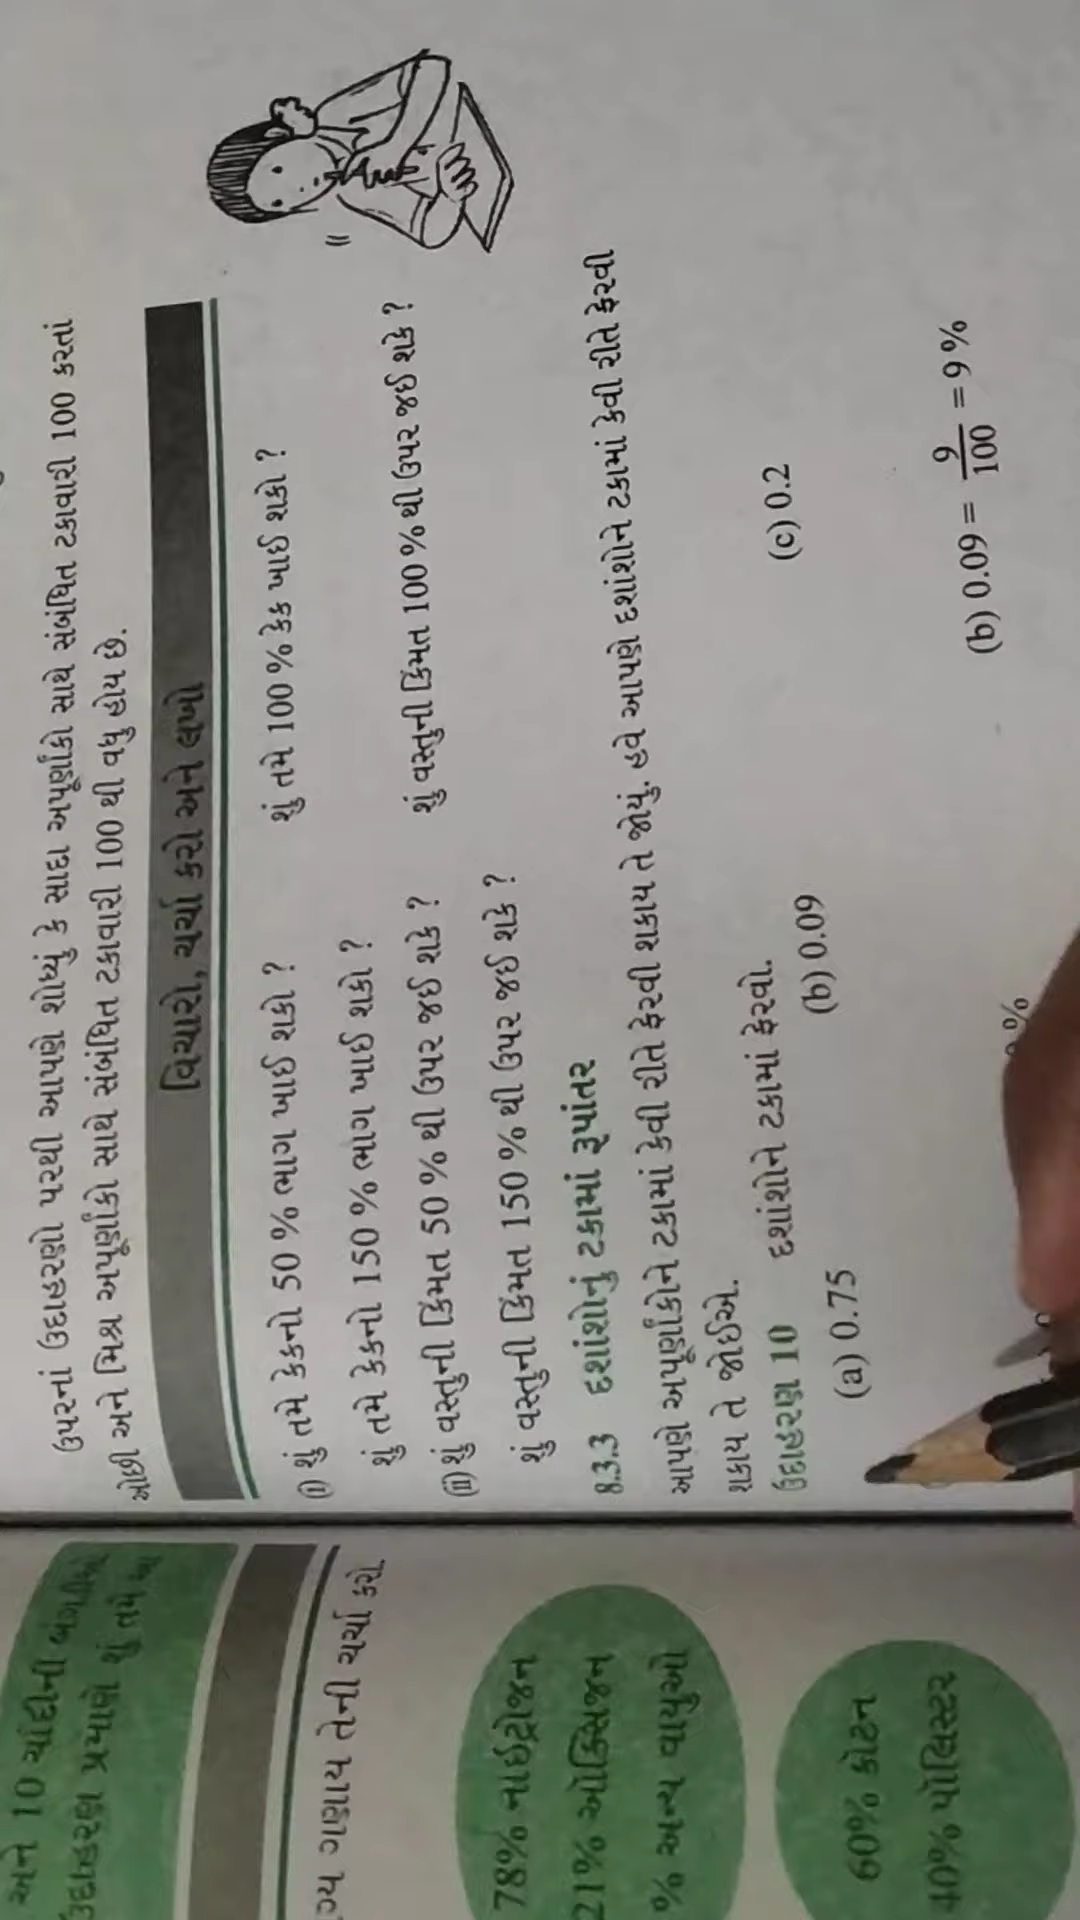 ઉપરનાં ઉદાહરણો પરથી આપણે શોધ્યું કે સાદા અપૂર્ણાંકો સાથે સંબંધિત ટકાવારી 100 કરતાં
ઓછી અને મિશ્ર અપૂર્ણાંકો સાથે સંબંધિત ટકાવારી 100 થી વધુ હોય છે.
વિચારો, ચર્ચા કરો અને લખો
(i) શું તમે કેકનો 50 % ભાગ ખાઈ શકો ? શું તમે 100 % કેક ખાઈ શકો ?
શું તમે કેકનો 150 % ભાગ ખાઈ શકો ?
(ii) શું વસ્તુની કિંમત 50 % થી ઉપર જઈ શકે ? શું વસ્તુની કિંમત 100 % થી ઉપર જઈ શકે ?
શું વસ્તુની કિંમત 150 % થી ઉપર જઈ શકે ?
8.3.3 દશાંશોનું ટકામાં રૂપાંતર
આપણે અપૂર્ણાંકોને ટકામાં કેવી રીતે ફેરવી શકાય તે જોયું. હવે આપણે દશાંશોને ટકામાં કેવી રીતે ફેરવી
શકાય તે જોઈએ.
ઉદાહરણ 10 દશાંશોને ટકામાં ફેરવો.
(a) 0.75 (b) 0.09 (c) 0.2
(b) 0.09 = 9/100 = 9 %
અને 10 ચાંદીની
ઉદાહરણ પ્રમાણે શું તમે
ગણાય તેની ચર્ચા કરો
78% નાઇટ્રોજન
21% ઑક્સિજન
% અન્ય વાયુઓ
60% કોટન
40% પૉલિસ્ટર